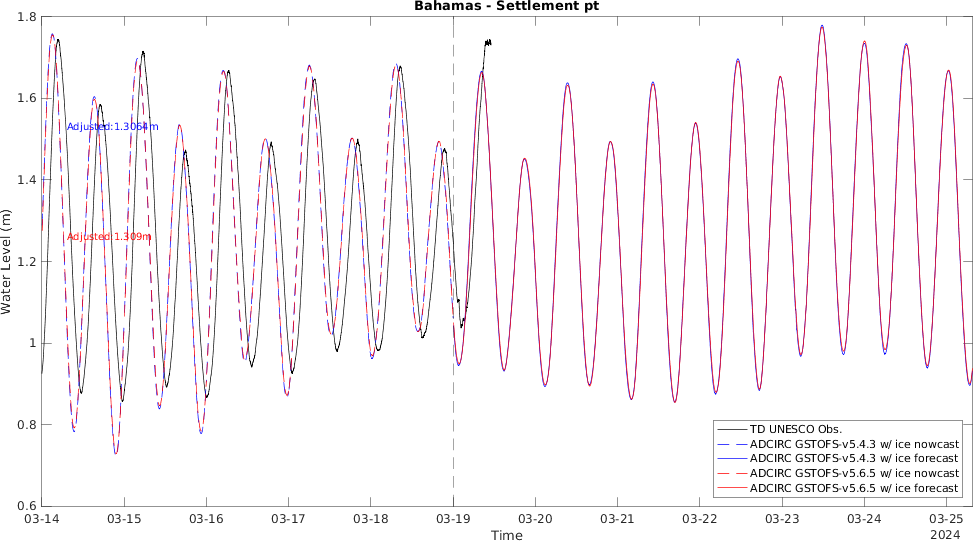 Bahamas - Settlement pt
1.8
1.6
1.4
1.2
1
0.8
0.6
Water Level (m)
Adjusted:1.3064m
Adjusted:1.309m
TD UNESCO Obs.
ADCIRC GSTOFS-v5.4.3 w/ ice nowcast
ADCIRC GSTOFS-v5.4.3 w/ ice forecast
ADCIRC GSTOFS-v5.6.5 w/ ice nowcast
ADCIRC GSTOFS-v5.6.5 w/ ice forecast
03-14 03-15 03-16 03-17 03-18 03-19 03-20 03-21 03-22 03-23 03-24 03-25
Time
2024